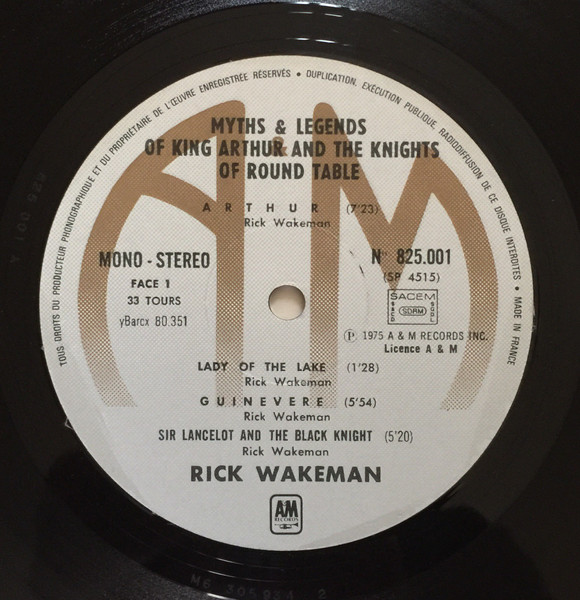 TOUS DROITS DU PRODUCTEUR PHONOGRAPHIQUE ET DU PROPRIÉTAIRE DE L'ŒUVRE ENREGISTRÉE RÉSERVÉS • DUPLICATION, EXÉCUTION PUBLIQUE, RADIODIFFUSION DE CE DISQUE INTERDITES • MADE IN FRANCE
MYTHS & LEGENDS
OF KING ARTHUR AND THE KNIGHTS
OF ROUND TABLE
ARTHUR (7'23)
Rick Wakeman
MONO - STEREO
FACE 1
33 TOURS
yBarcx 80.351
N° 825.001
(SP 4515)
SACEM
SDRM
Ⓟ 1975 A & M RECORDS INC.
Licence A & M
LADY OF THE LAKE (1'28)
Rick Wakeman
GUINEVERE (5'54)
Rick Wakeman
SIR LANCELOT AND THE BLACK KNIGHT (5'20)
Rick Wakeman
RICK WAKEMAN
AM
RECORDS